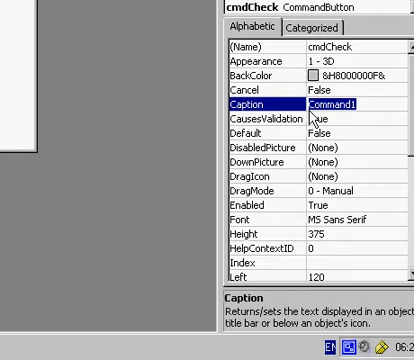 cmdCheck CommandButton
Alphabetic Categorized
(Name) cmdCheck
Appearance 1 - 3D
BackColor &H8000000F&
Cancel False
Caption Command1
CausesValidation True
Default False
DisabledPicture (None)
DownPicture (None)
DragIcon (None)
DragMode 0 - Manual
Enabled True
Font MS Sans Serif
Height 375
HelpContextID 0
Index
Left 120
Caption
Returns/sets the text displayed in an object
title bar or below an object's icon.
EN 06:2